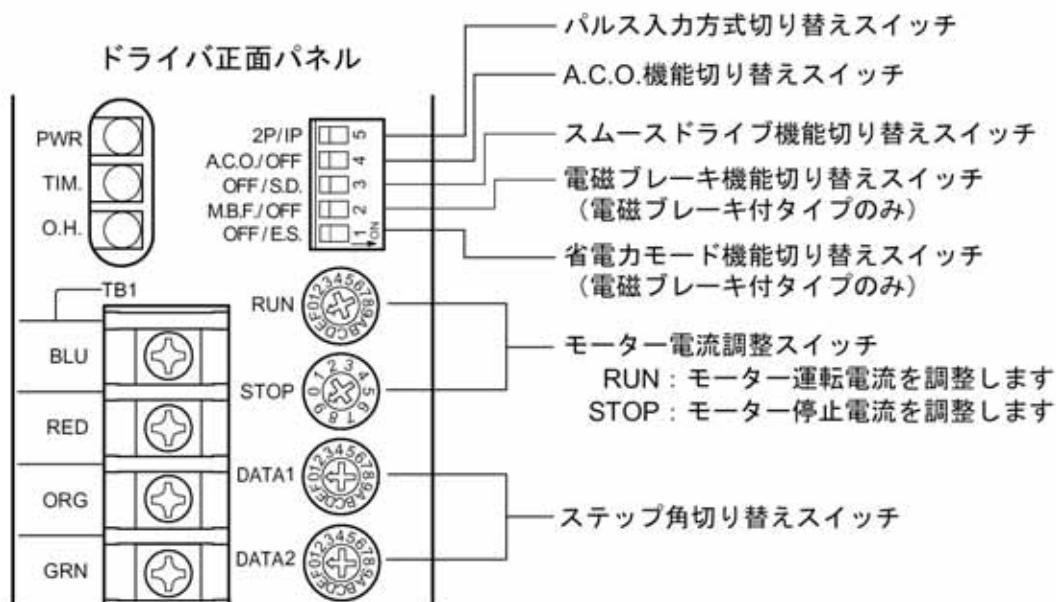 ドライバ正面パネル
PWR
TIM.
O.H.
2P/IP
A.C.O./OFF
OFF/S.D.
M.B.F./OFF
OFF/E.S.
5
4
3
2
1
ON
パルス入力方式切り替えスイッチ
A.C.O.機能切り替えスイッチ
スムースドライブ機能切り替えスイッチ
電磁ブレーキ機能切り替えスイッチ
（電磁ブレーキ付タイプのみ）
省電力モード機能切り替えスイッチ
（電磁ブレーキ付タイプのみ）
TB1
BLU
RED
ORG
GRN
RUN
0123456789ABCDEF
STOP
0123456789
DATA1
0123456789ABCDEF
DATA2
0123456789ABCDEF
モーター電流調整スイッチ
RUN：モーター運転電流を調整します
STOP：モーター停止電流を調整します
ステップ角切り替えスイッチ